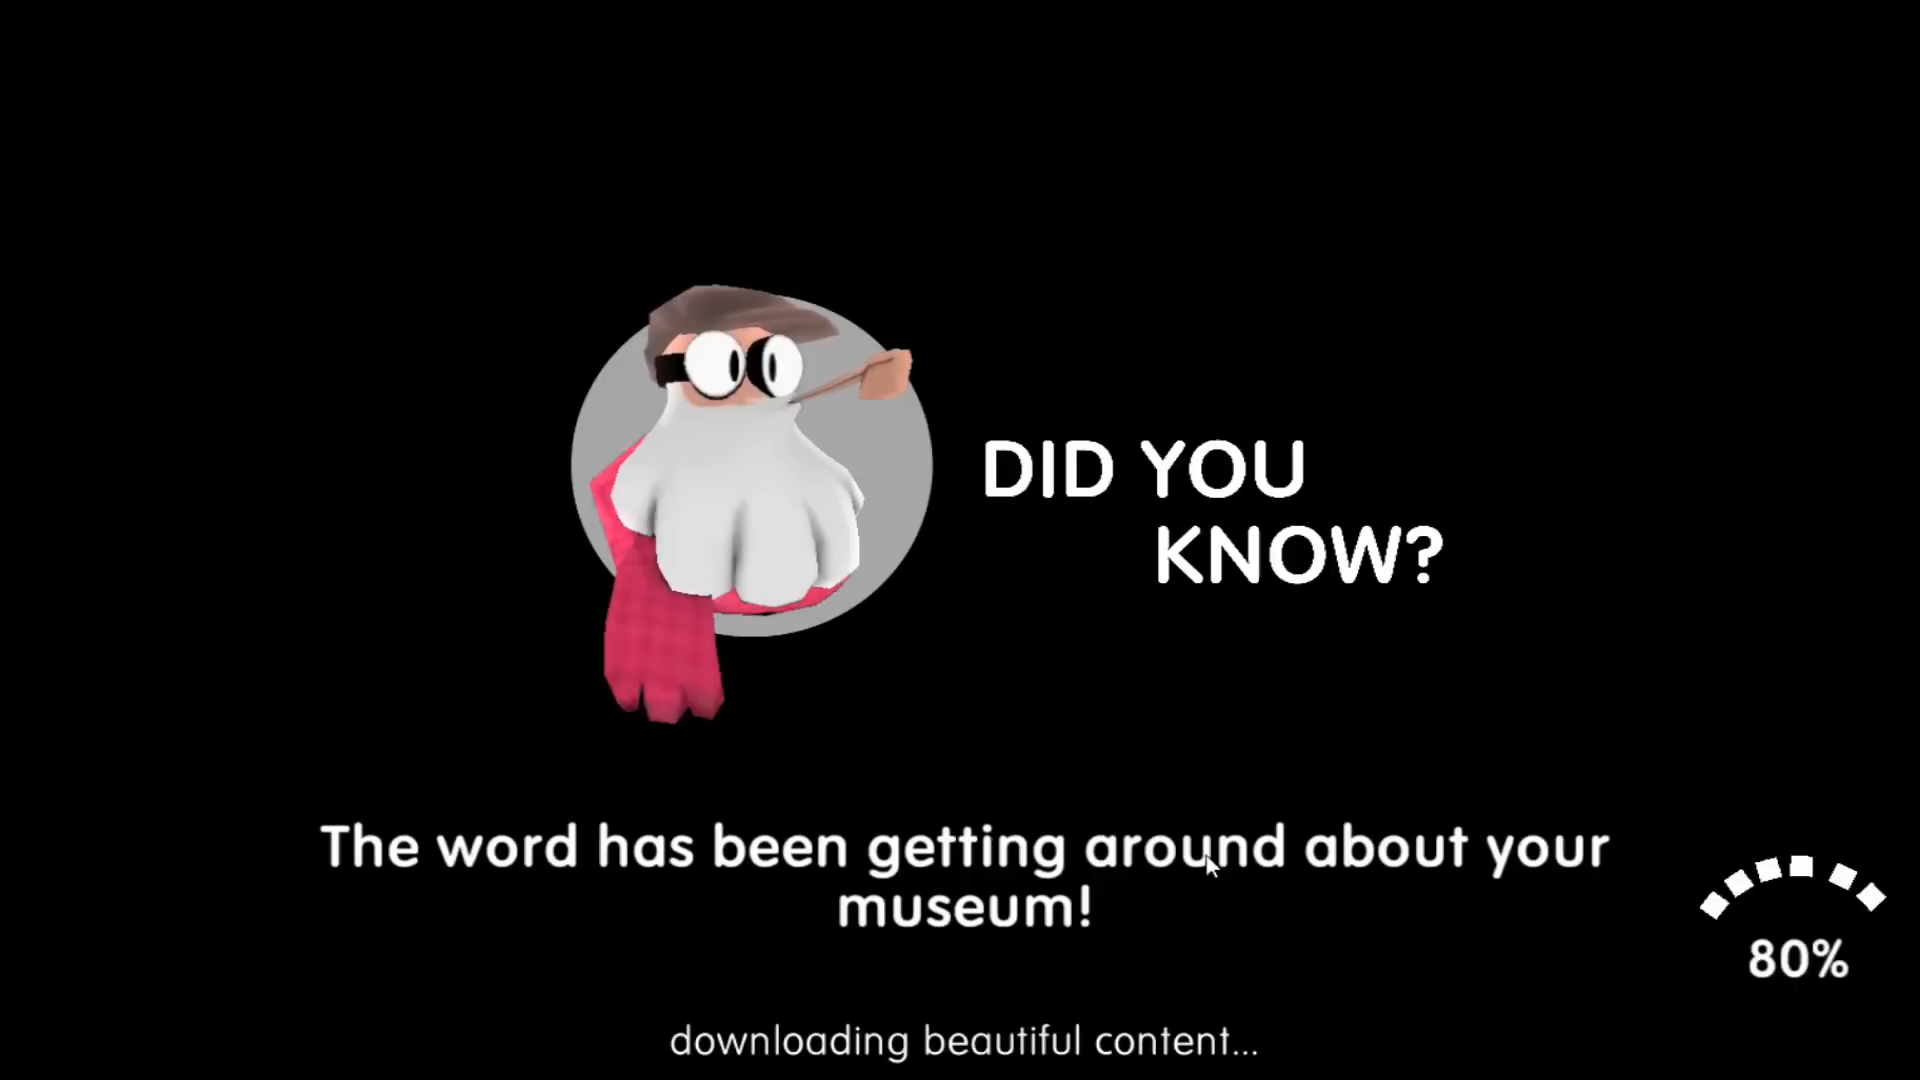 DID YOU
KNOW?
The word has been getting around about your
museum!
80%
downloading beautiful content...